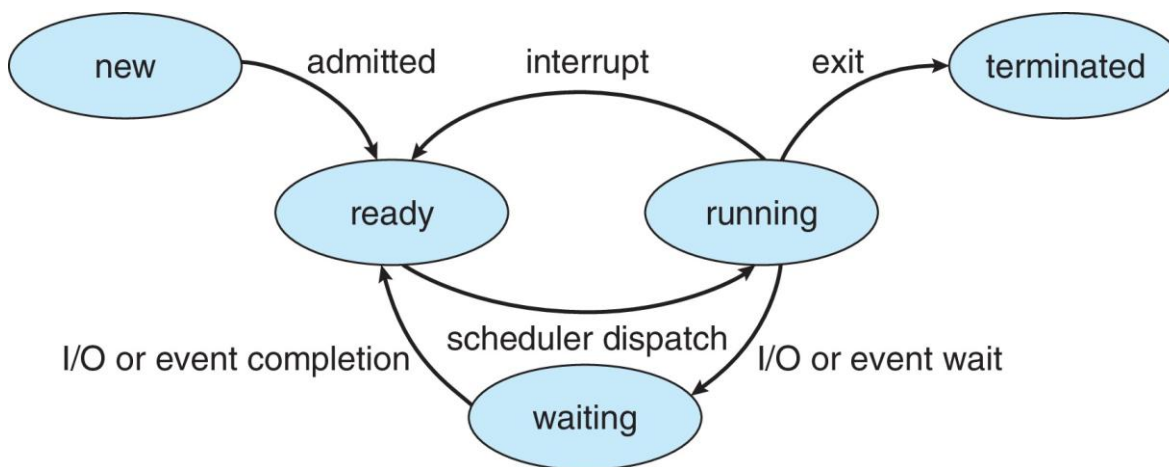 new
admitted
interrupt
exit
terminated
ready
running
scheduler dispatch
I/O or event completion
I/O or event wait
waiting